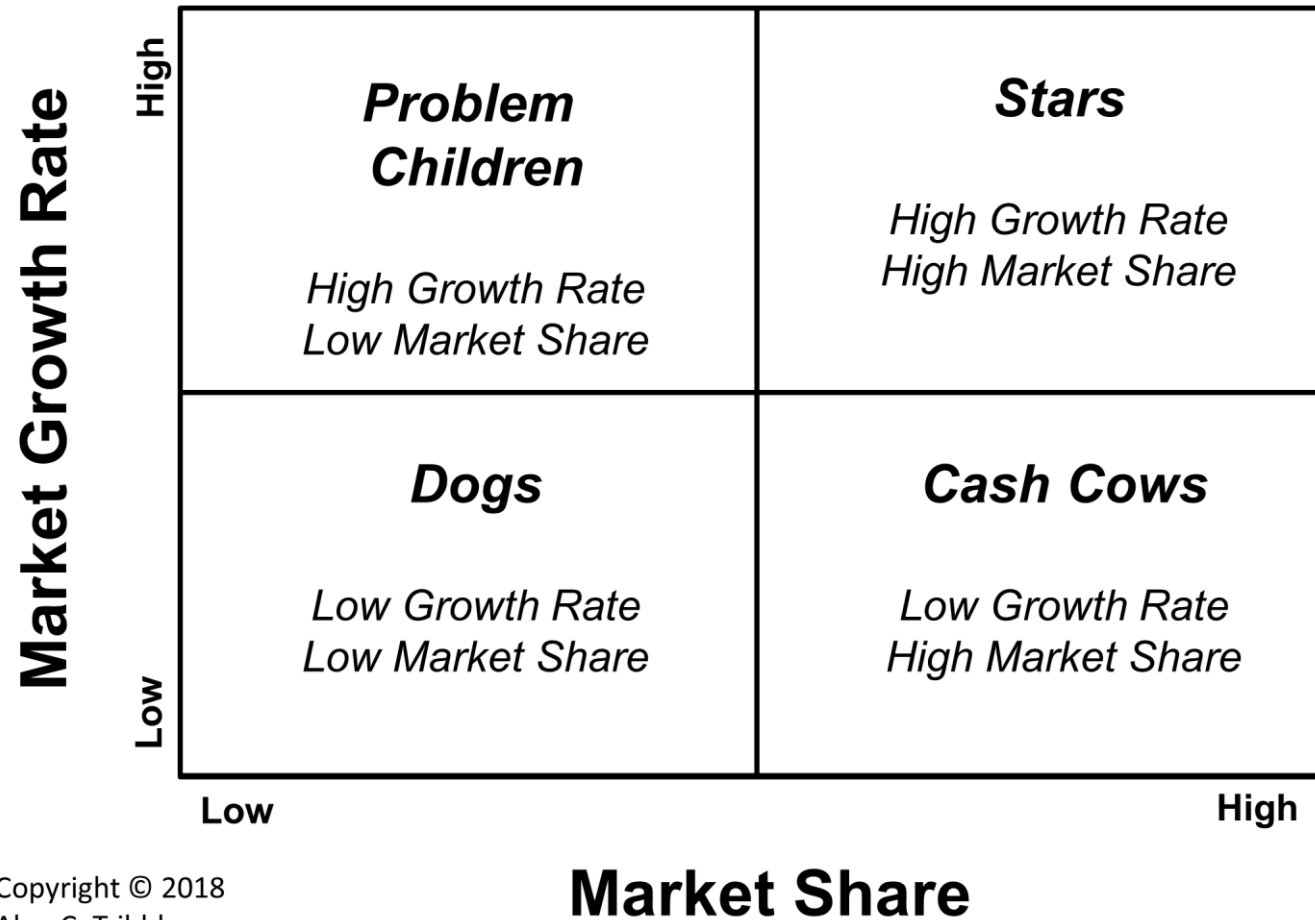 Market Growth Rate
High
Low
Problem
Children
High Growth Rate
Low Market Share
Stars
High Growth Rate
High Market Share
Dogs
Low Growth Rate
Low Market Share
Cash Cows
Low Growth Rate
High Market Share
Low
High
Market Share
Copyright © 2018